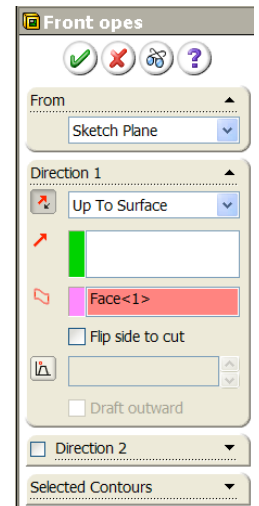 Front opes
?
From
Sketch Plane
Direction 1
Up To Surface
Face<1>
Flip side to cut
Draft outward
Direction 2
Selected Contours